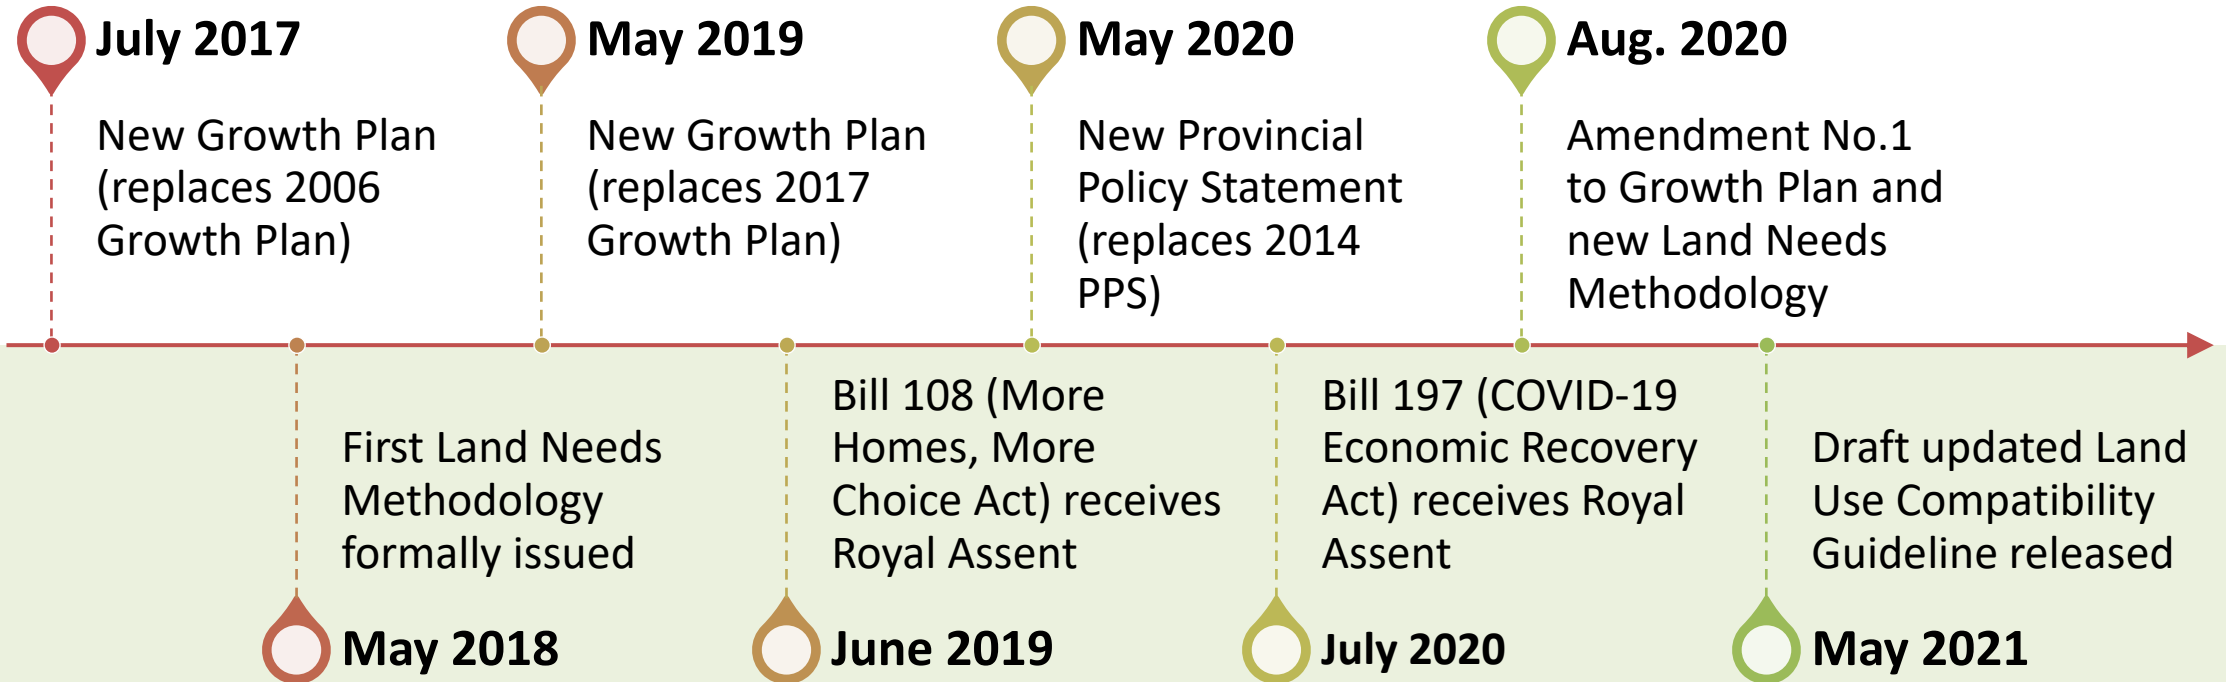 July 2017
New Growth Plan
(replaces 2006
Growth Plan)
May 2019
New Growth Plan
(replaces 2017
Growth Plan)
May 2020
New Provincial
Policy Statement
(replaces 2014
PPS)
Aug. 2020
Amendment No.1
to Growth Plan and
new Land Needs
Methodology
First Land Needs
Methodology
formally issued
May 2018
Bill 108 (More
Homes, More
Choice Act) receives
Royal Assent
June 2019
Bill 197 (COVID-19
Economic Recovery
Act) receives Royal
Assent
July 2020
Draft updated Land
Use Compatibility
Guideline released
May 2021